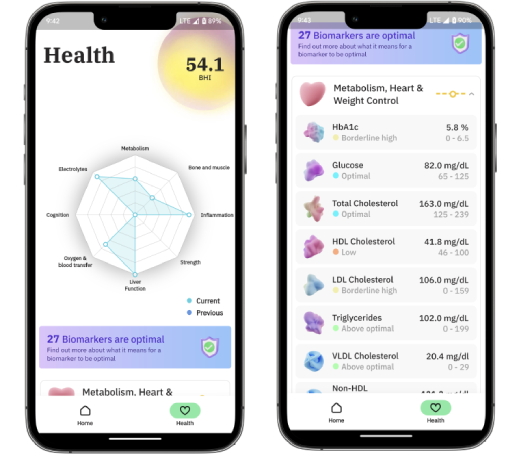 9:42
LTE 89%
Health
54.1
BHI
Metabolism
Electrolytes
Bone and muscle
Cognition
Inflammation
Oxygen &
blood transfer
Strength
Liver
Function
Current
Previous
27 Biomarkers are optimal
Find out more about what it means for a
biomarker to be optimal
Metabolism, Heart &
Home
Health
9:43
LTE 90%
27 Biomarkers are optimal
Find out more about what it means for a
biomarker to be optimal
Metabolism, Heart &
Weight Control
HbA1c
5.8 %
Borderline high
0 - 6.5
Glucose
82.0 mg/dL
Optimal
65 - 125
Total Cholesterol
163.0 mg/dL
Optimal
125 - 239
HDL Cholesterol
41.8 mg/dL
Low
46 - 100
LDL Cholesterol
106.0 mg/dL
Borderline high
0 - 159
Triglycerides
102.0 mg/dL
Above optimal
0 - 199
VLDL Cholesterol
20.4 mg/dl
Above optimal
0 - 29
Non-HDL
Home
Health